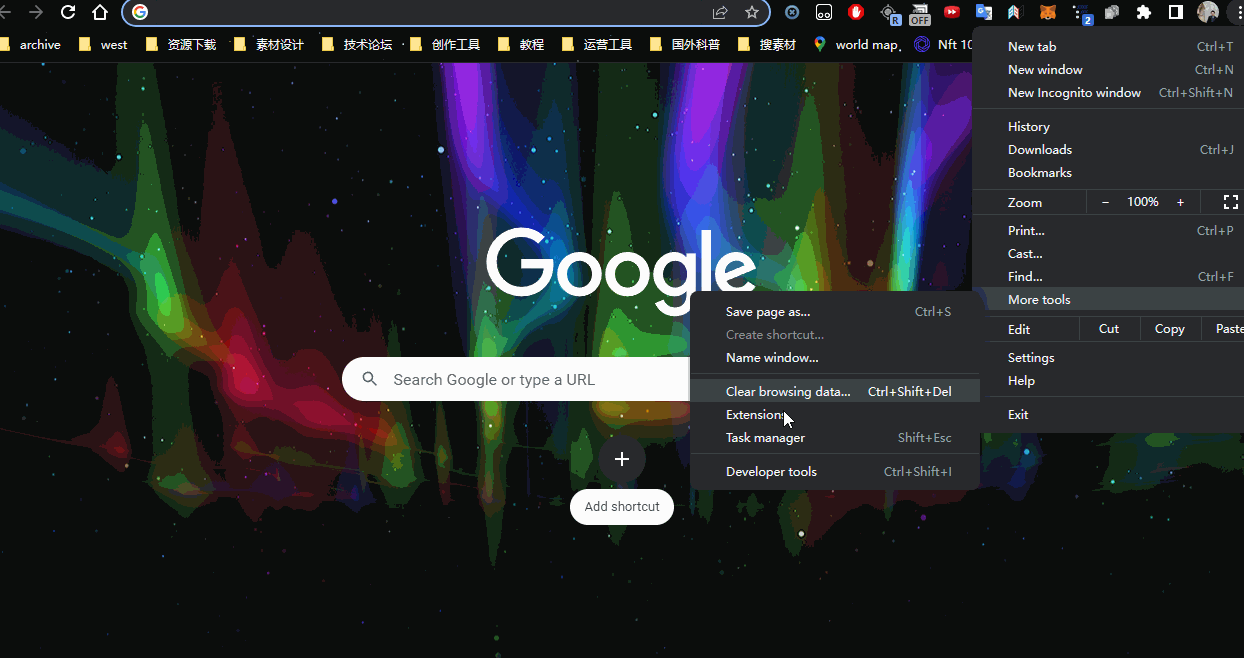 R
OFF
2
archive west 资源下载 素材设计 技术论坛 · 创作工具 教程 运营工具 国外科普 搜素材 world map, Nft 10
New tab Ctrl+T
New window Ctrl+N
New Incognito window Ctrl+Shift+N
History
Downloads Ctrl+J
Bookmarks
Zoom − 100% +
Print... Ctrl+P
Cast...
Find... Ctrl+F
More tools
Edit Cut Copy Paste
Settings
Help
Exit
Google
Search Google or type a URL
Add shortcut
Save page as... Ctrl+S
Create shortcut...
Name window...
Clear browsing data... Ctrl+Shift+Del
Extensions
Task manager Shift+Esc
Developer tools Ctrl+Shift+I